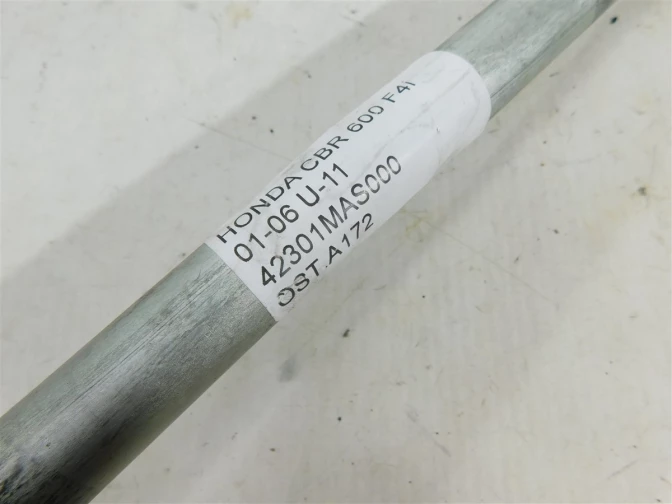 HONDA CBR 600 F4I
01-06 U-11
42301MAS000
OST.A172